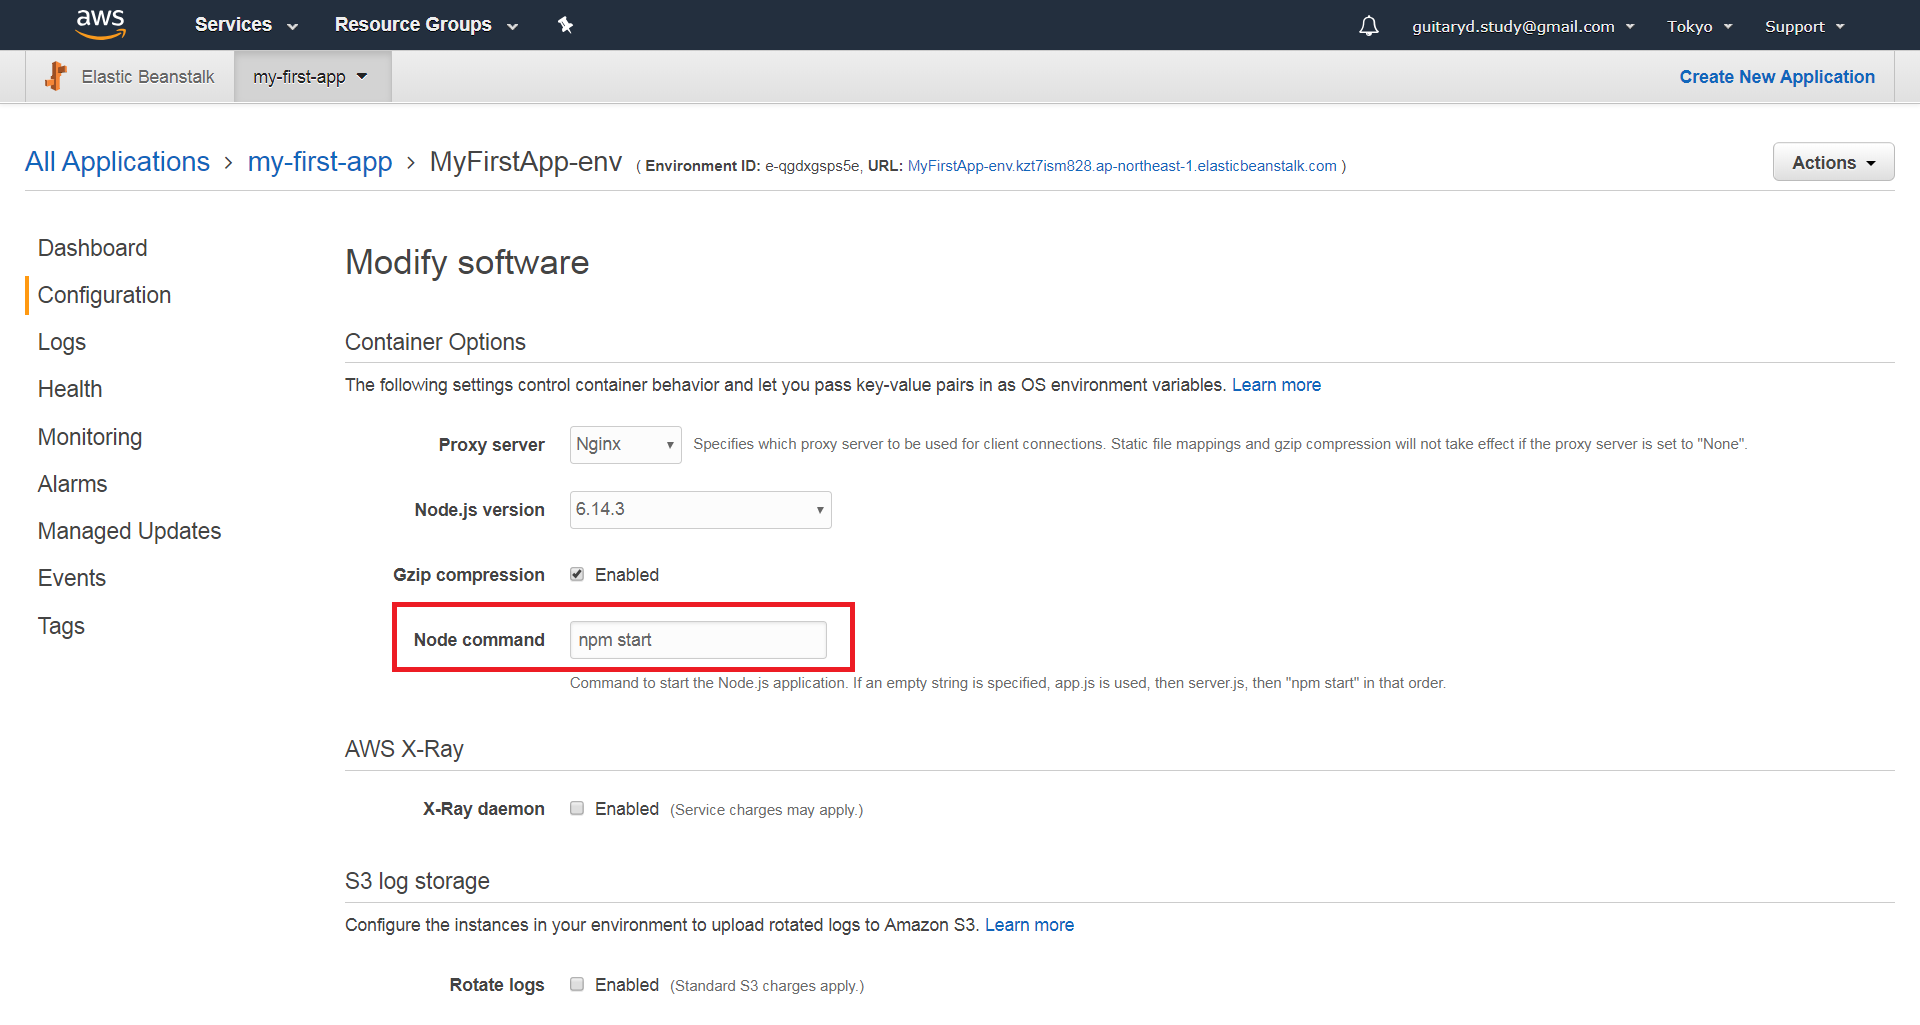 aws Services Resource Groups guitaryd.study@gmail.com Tokyo Support
Elastic Beanstalk my-first-app Create New Application
All Applications › my-first-app › MyFirstApp-env ( Environment ID: e-qgdxgsps5e, URL: MyFirstApp-env.kzt7ism828.ap-northeast-1.elasticbeanstalk.com ) Actions
Dashboard
Configuration
Logs
Health
Monitoring
Alarms
Managed Updates
Events
Tags
Modify software
Container Options
The following settings control container behavior and let you pass key-value pairs in as OS environment variables. Learn more
Proxy server Nginx Specifies which proxy server to be used for client connections. Static file mappings and gzip compression will not take effect if the proxy server is set to "None".
Node.js version 6.14.3
Gzip compression Enabled
Node command npm start
Command to start the Node.js application. If an empty string is specified, app.js is used, then server.js, then "npm start" in that order.
AWS X-Ray
X-Ray daemon Enabled (Service charges may apply.)
S3 log storage
Configure the instances in your environment to upload rotated logs to Amazon S3. Learn more
Rotate logs Enabled (Standard S3 charges apply.)